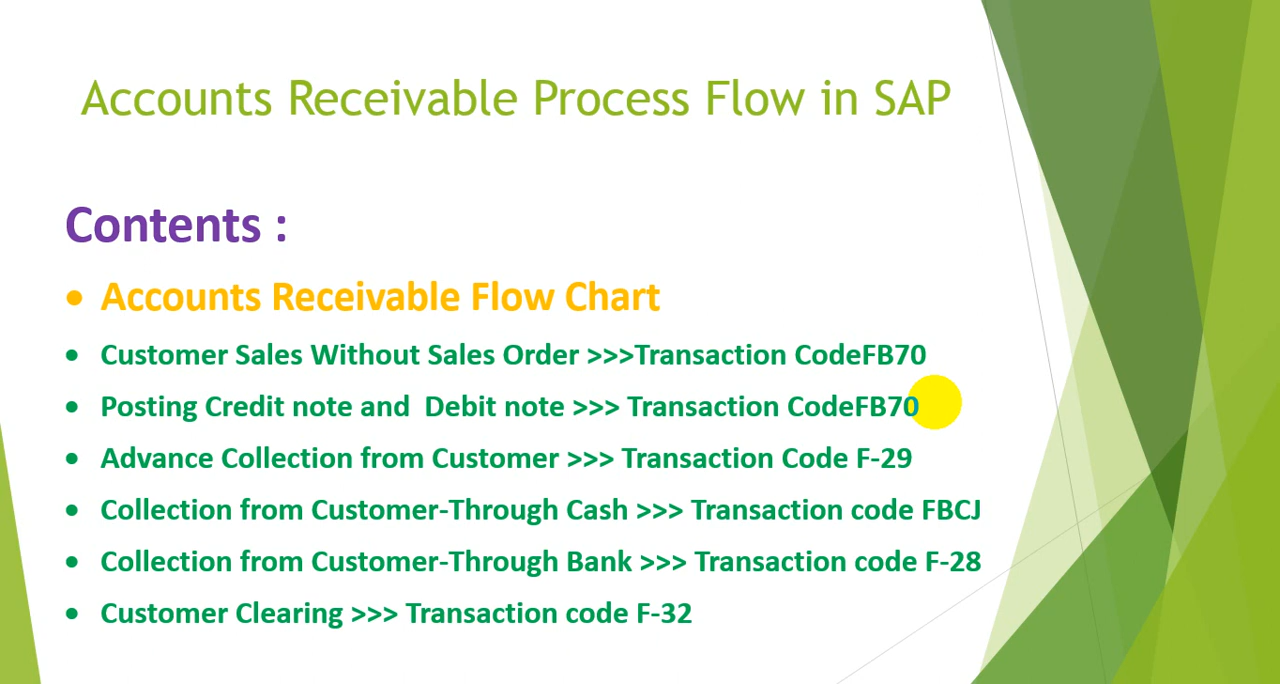 Accounts Receivable Process Flow in SAP
Contents :
• Accounts Receivable Flow Chart
• Customer Sales Without Sales Order >>>Transaction CodeFB70
• Posting Credit note and  Debit note >>> Transaction CodeFB70
• Advance Collection from Customer >>> Transaction Code F-29
• Collection from Customer-Through Cash >>> Transaction code FBCJ
• Collection from Customer-Through Bank >>> Transaction code F-28
• Customer Clearing >>> Transaction code F-32